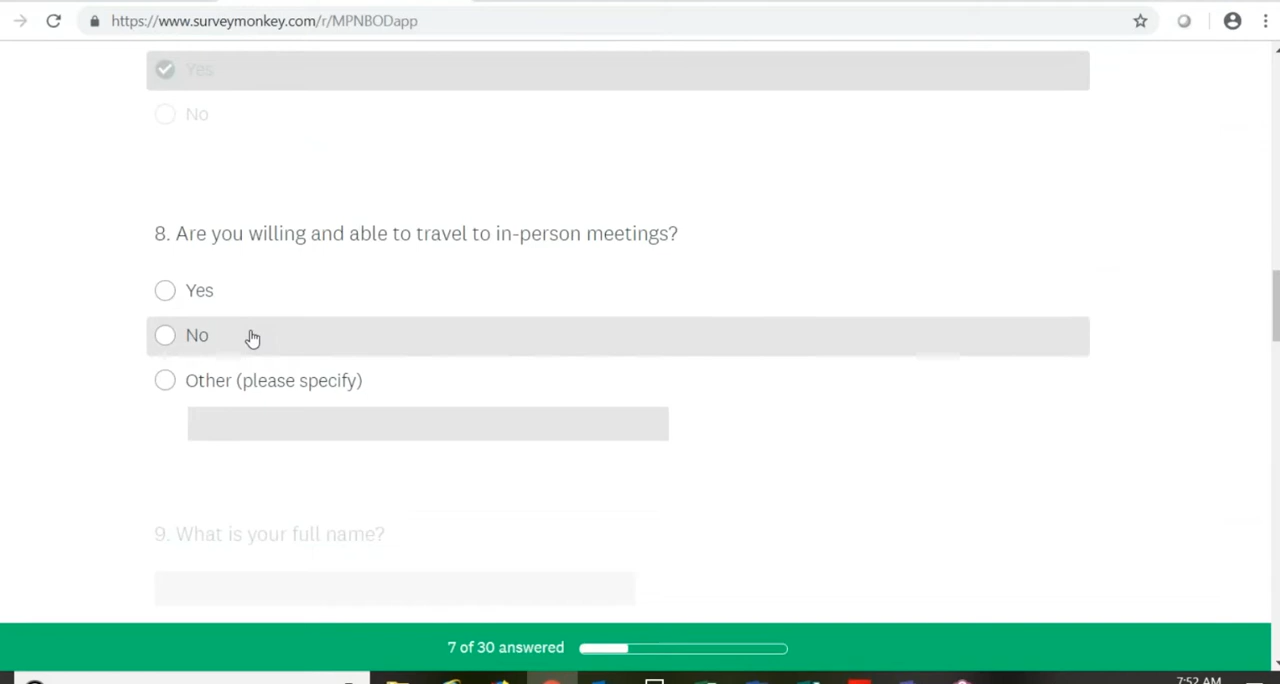 https://www.surveymonkey.com/r/MPNBODapp
Yes
No
8. Are you willing and able to travel to in-person meetings?
Yes
No
Other (please specify)
9. What is your full name?
7 of 30 answered
7:52 AM